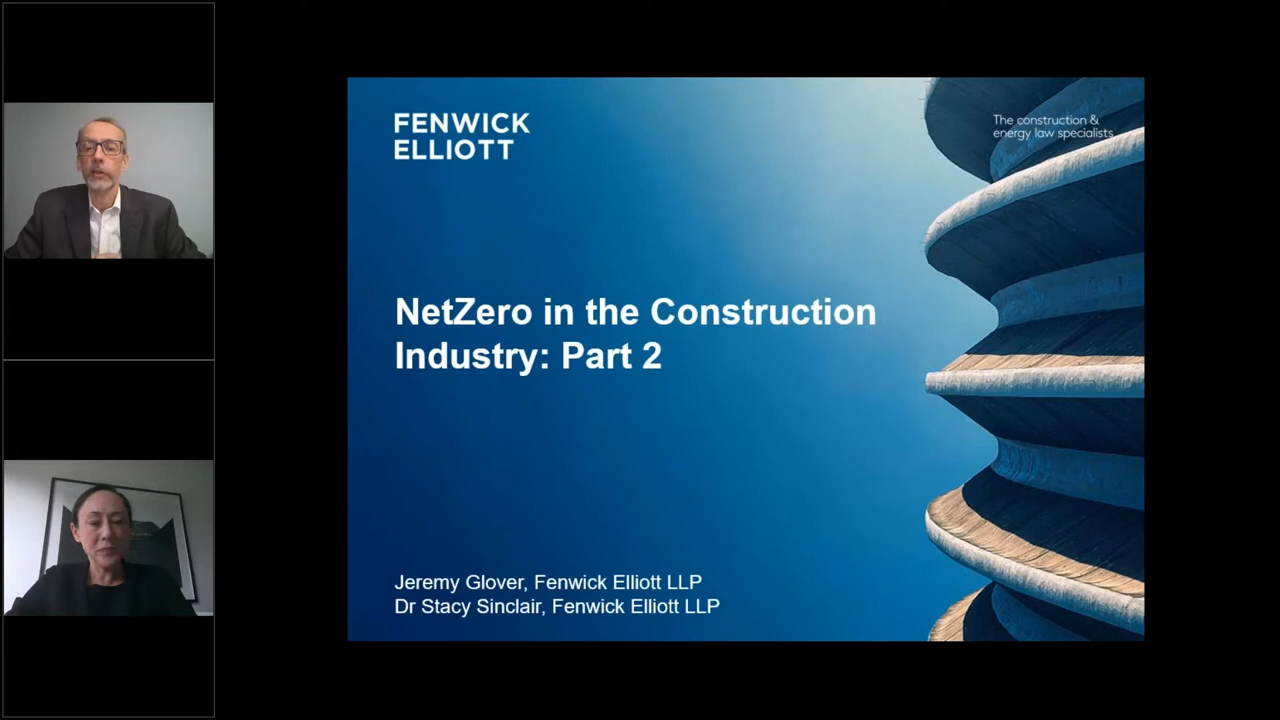 FENWICK
ELLIOTT
The construction &
energy law specialists
NetZero in the Construction
Industry: Part 2
Jeremy Glover, Fenwick Elliott LLP
Dr Stacy Sinclair, Fenwick Elliott LLP